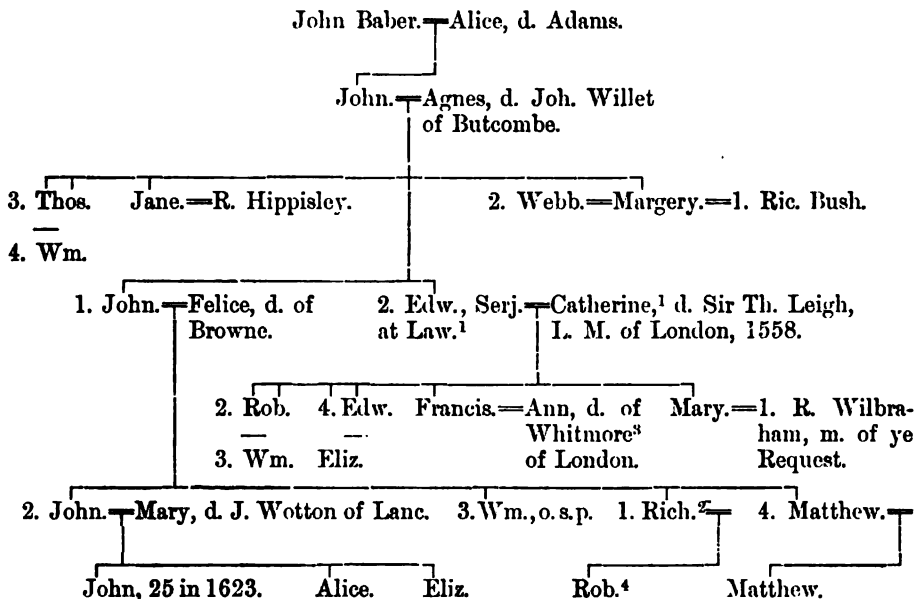 John Baber.═Alice, d. Adams.
John.═Agnes, d. Joh. Willet
of Butcombe.
3. Thos. Jane.═R. Hippisley. 2. Webb.═Margery.═1. Ric. Bush.
4. Wm.
1. John.═Felice, d. of 2. Edw., Serj.═Catherine,¹ d. Sir Th. Leigh,
Browne. at Law.¹ L. M. of London, 1558.
2. Rob. 4. Edw. Francis.═Ann, d. of Mary.═1. R. Wilbra-
Whitmore³ ham, m. of ye
3. Wm. Eliz. of London. Request.
2. John.═Mary, d. J. Wotton of Lanc. 3. Wm., o.s.p. 1. Rich.²═ 4. Matthew.═
John, 25 in 1623. Alice. Eliz. Rob.⁴ Matthew.